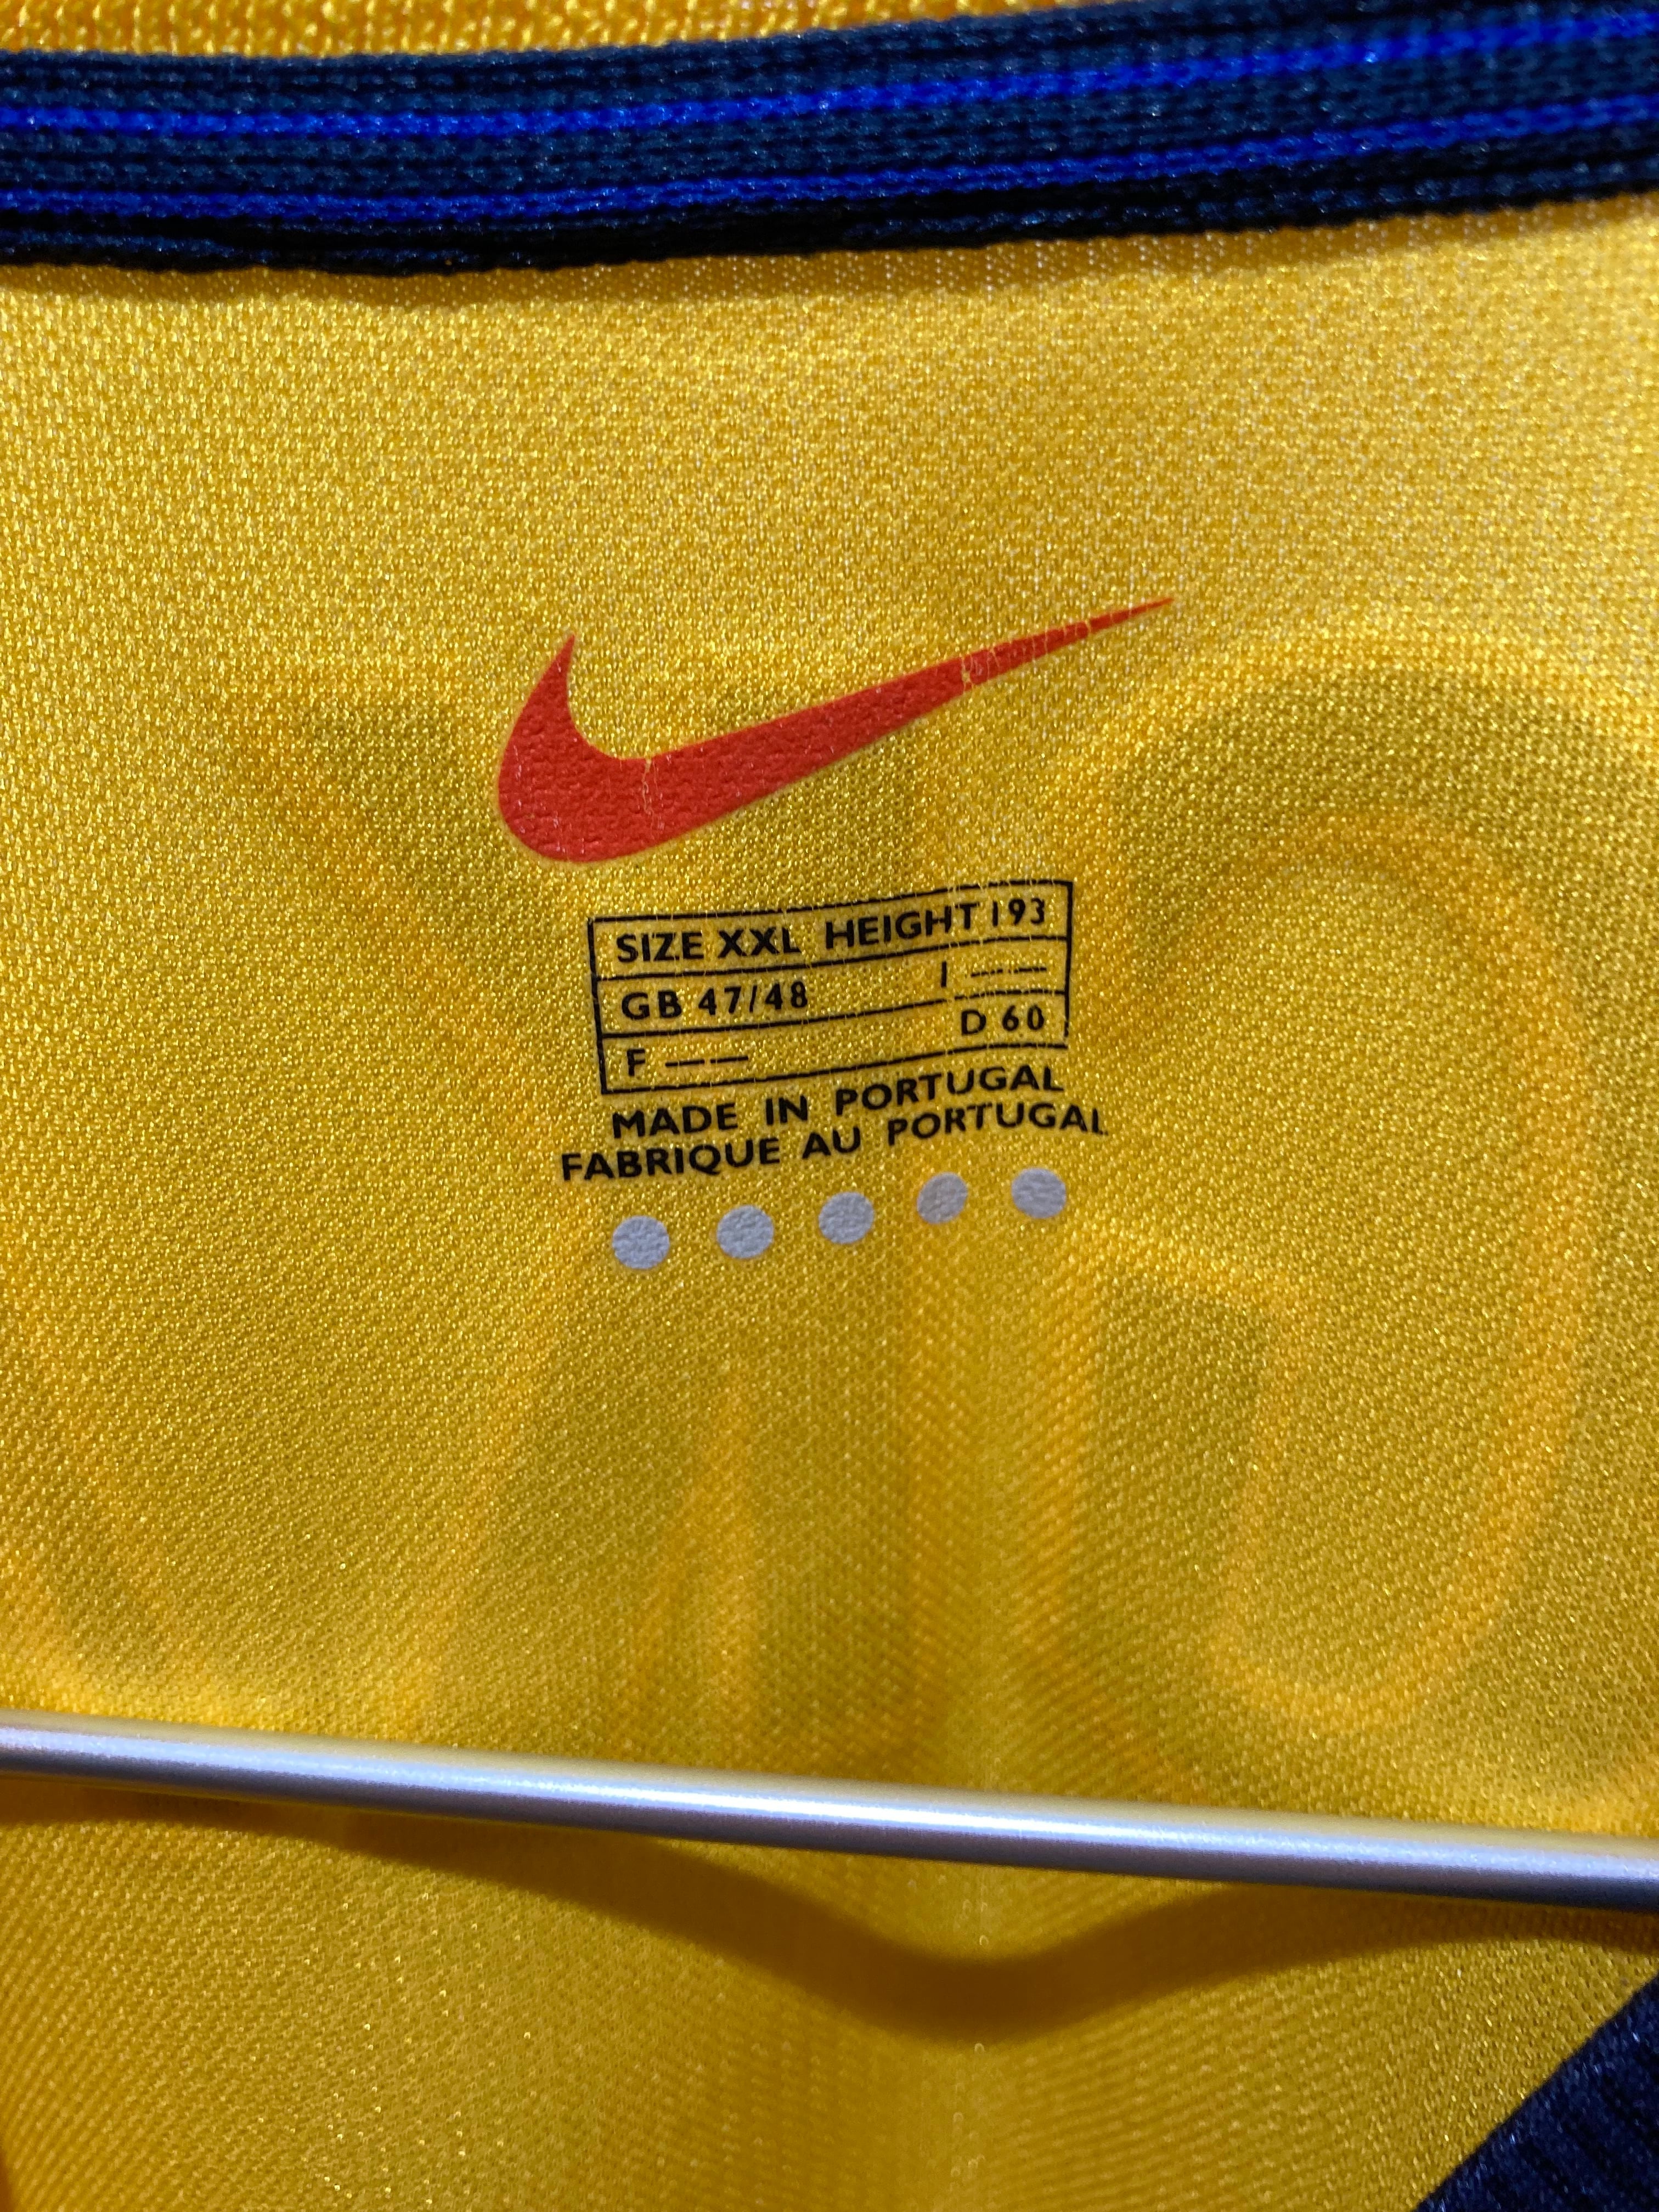 SIZE XXL HEIGHT 193
GB 47/48 I ——
F —— D 60
MADE IN PORTUGAL
FABRIQUE AU PORTUGAL